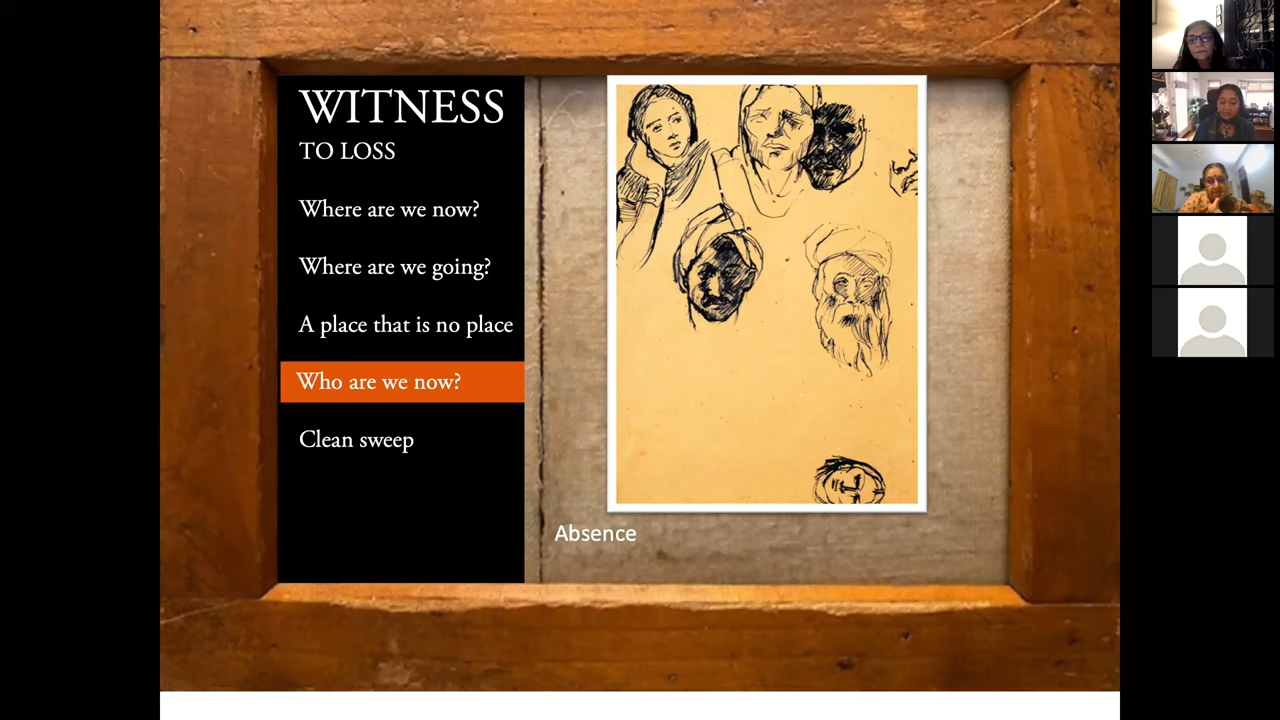 WITNESS
TO LOSS
Where are we now?
Where are we going?
A place that is no place
Who are we now?
Clean sweep
Absence